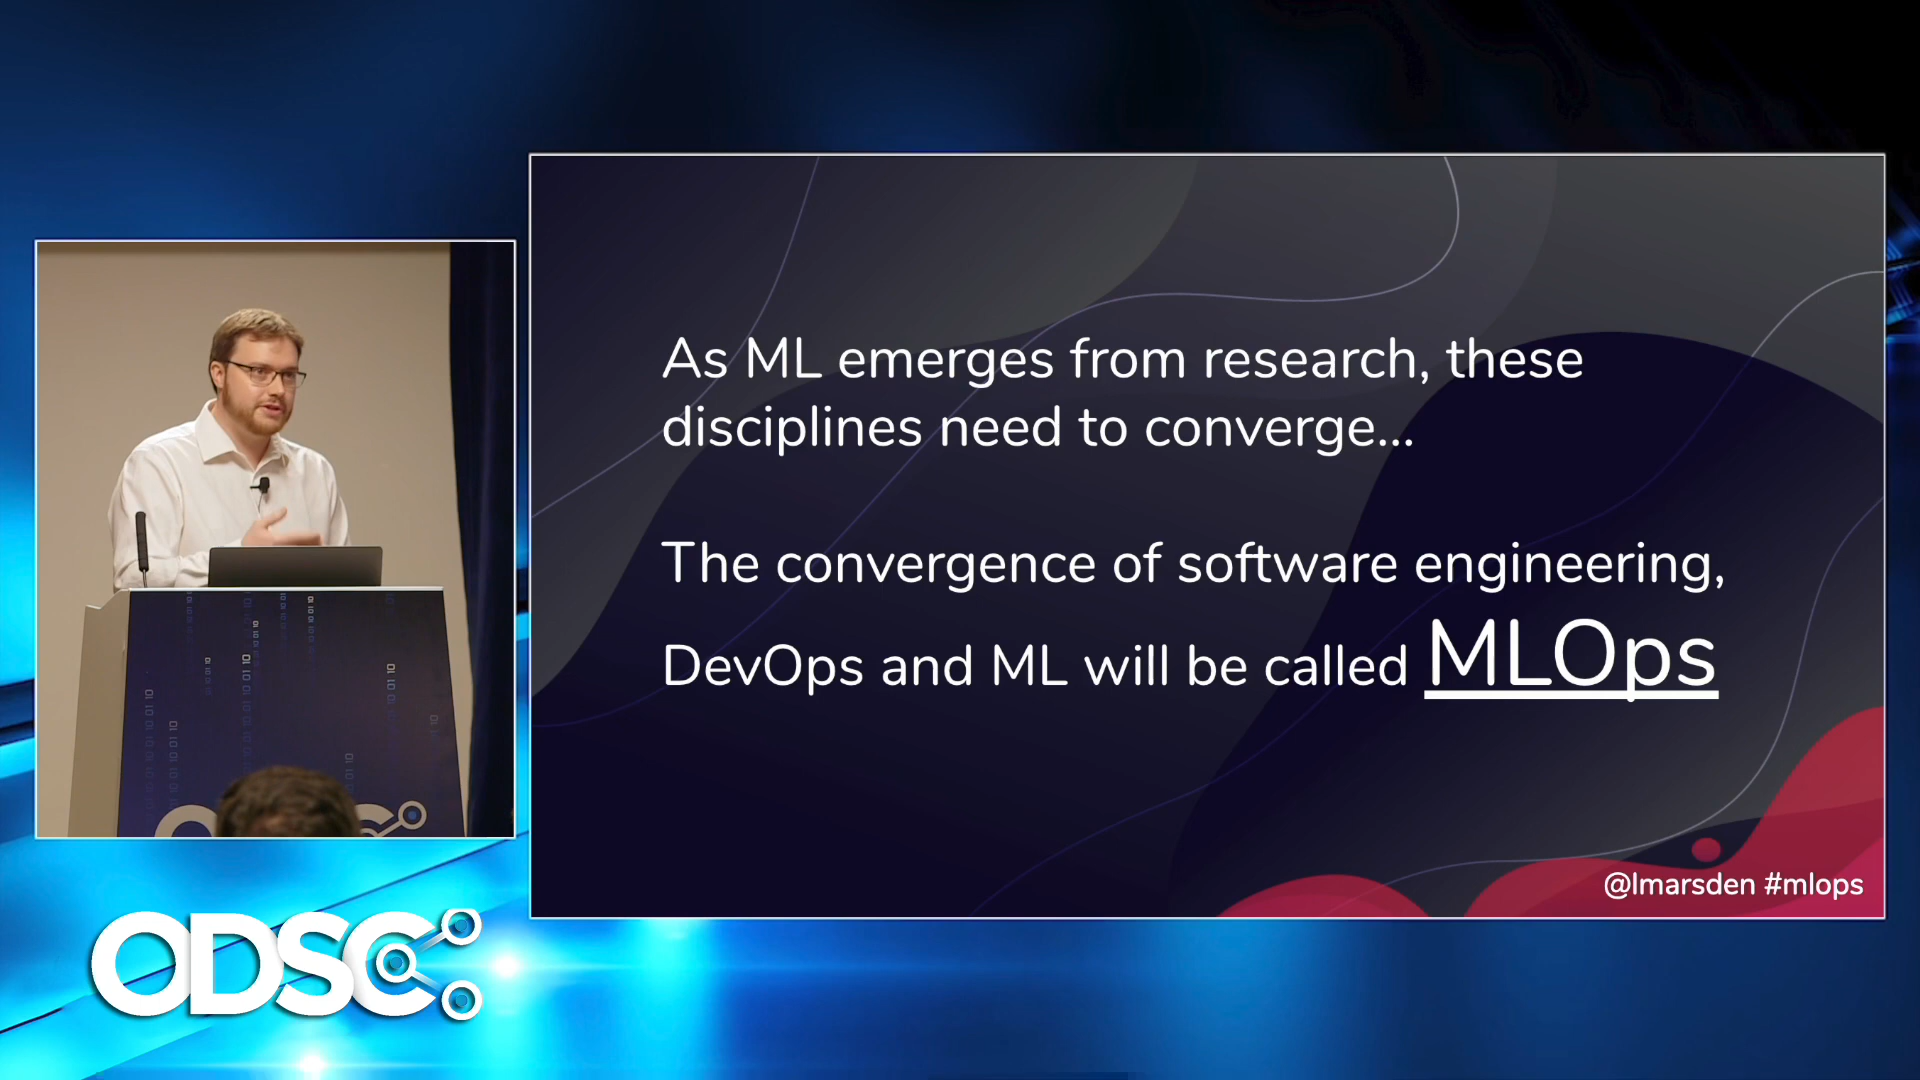 As ML emerges from research, these
disciplines need to converge...
The convergence of software engineering,
DevOps and ML will be called MLOps
@lmarsden #mlops
ODSC